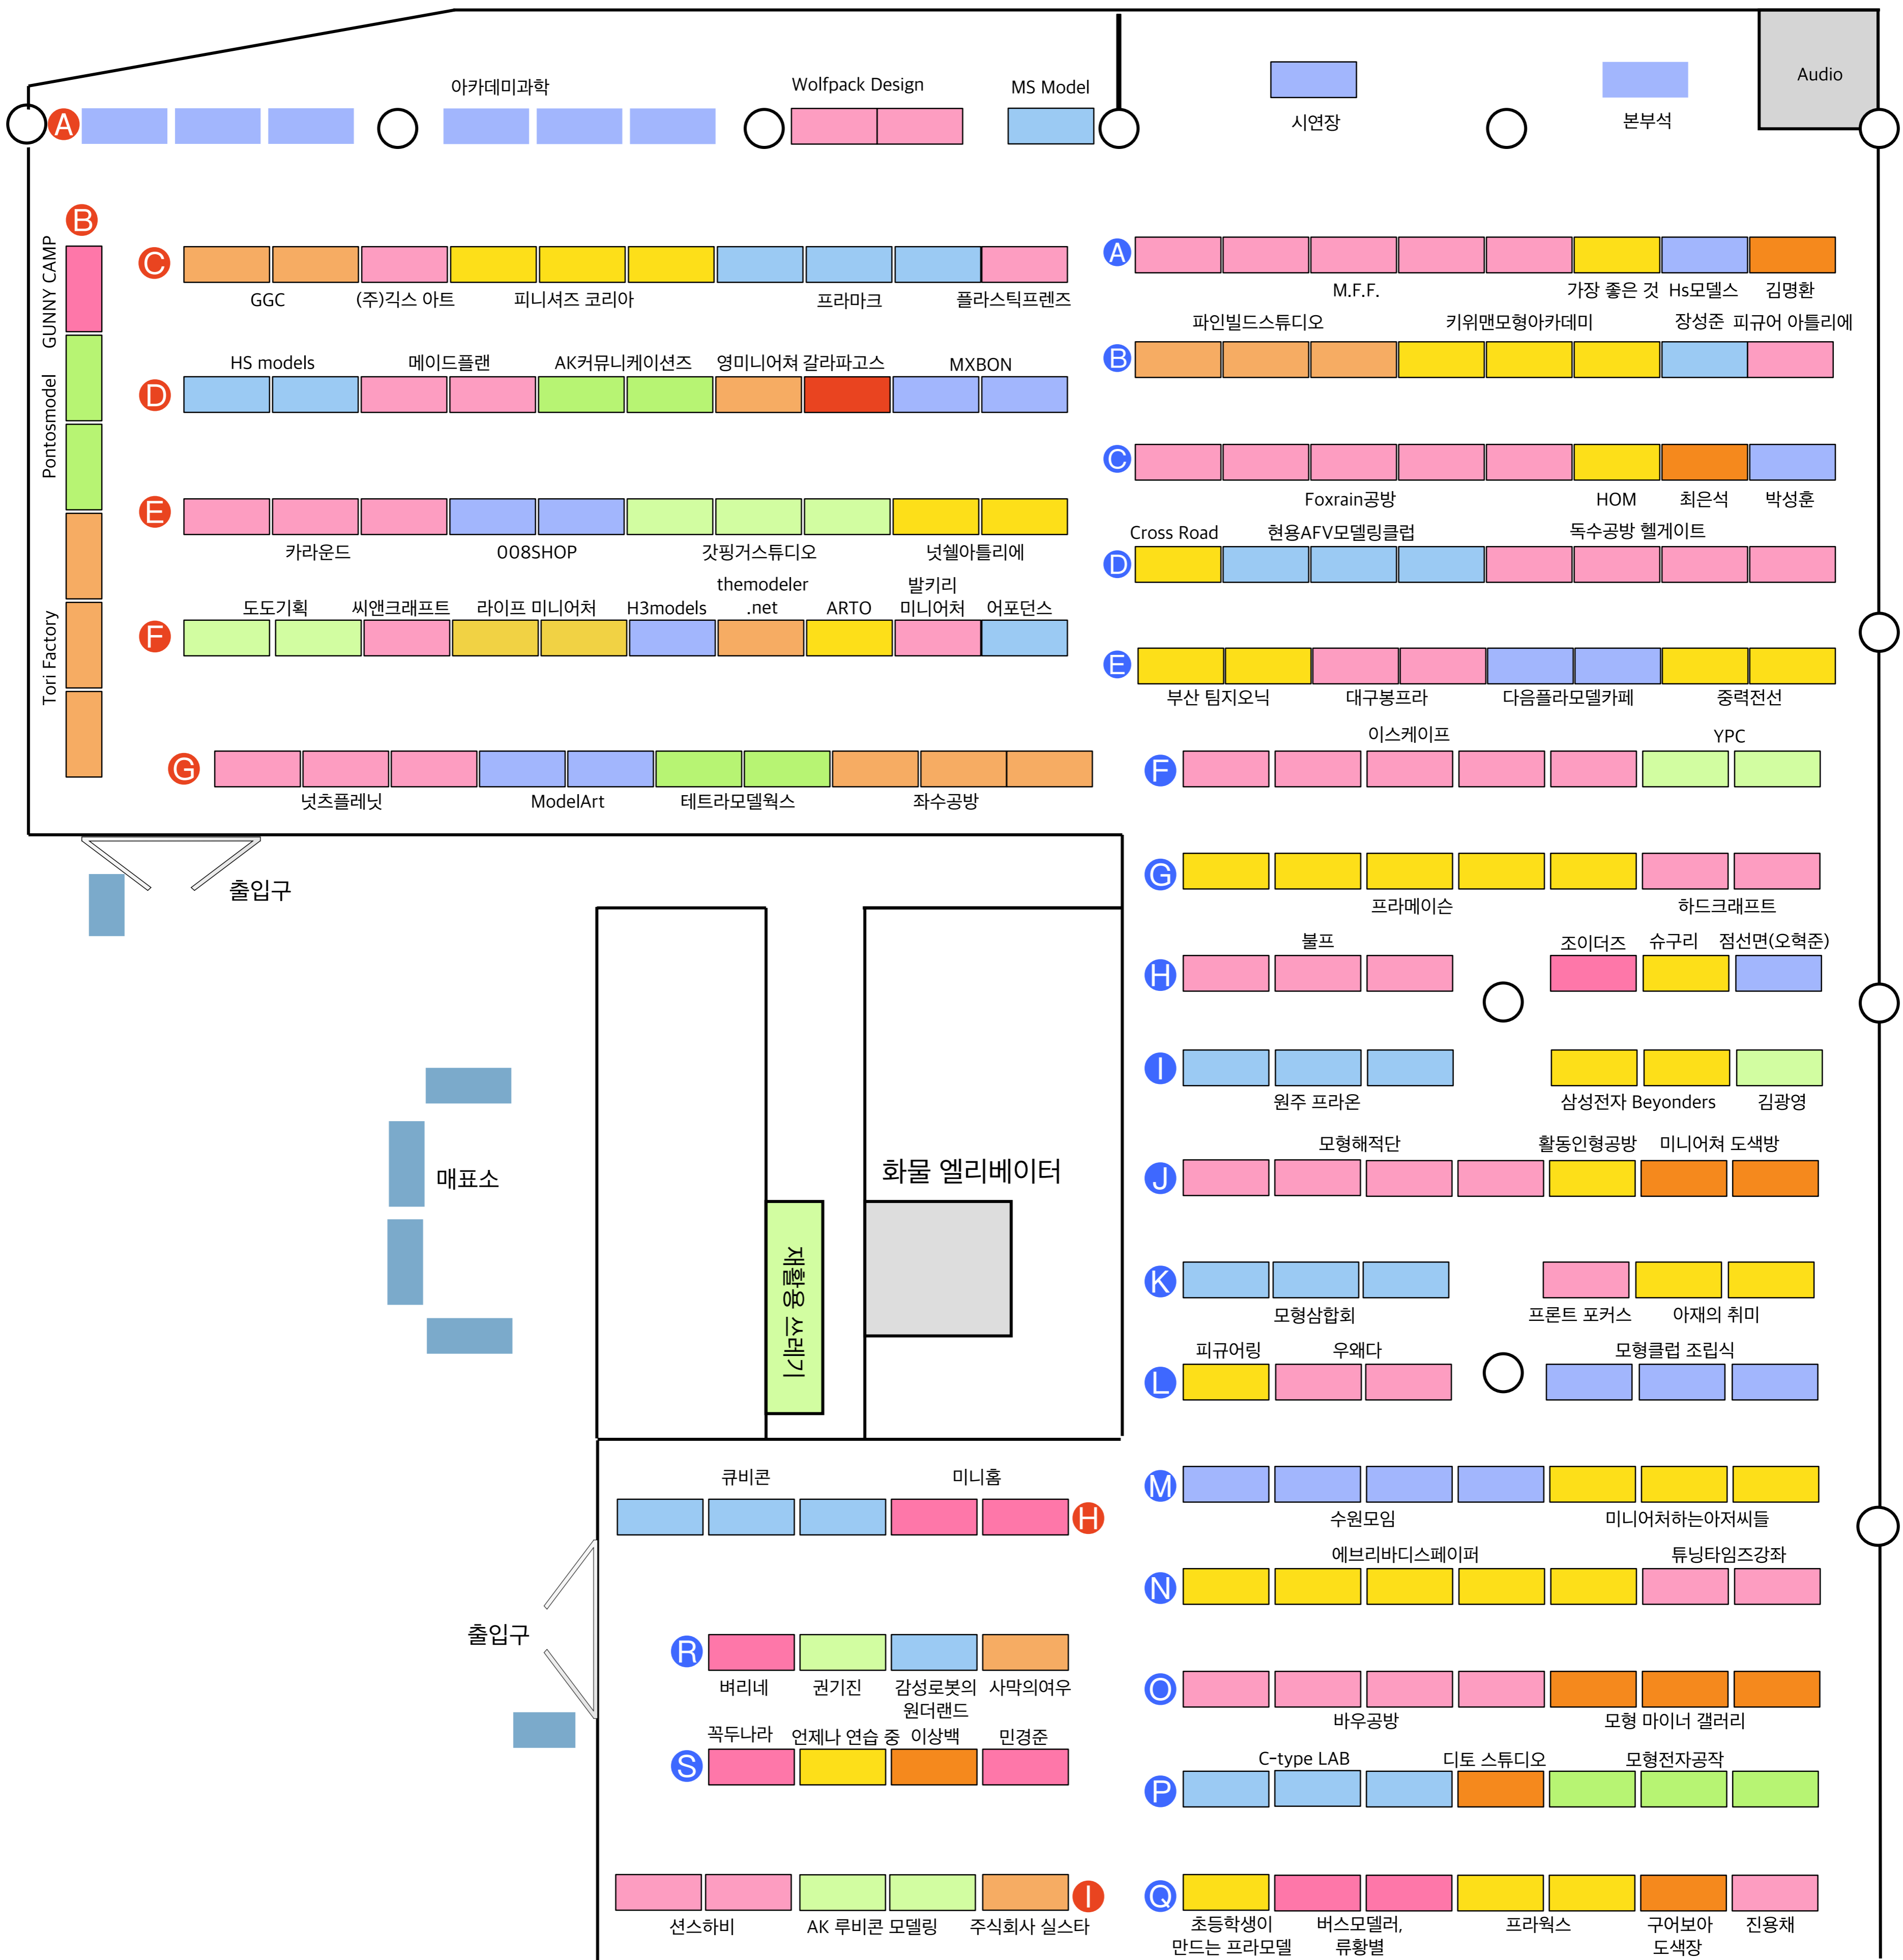 아카데미과학
Wolfpack Design
MS Model
시연장
본부석
Audio
A
B
GUNNY CAMP
Pontosmodel
Tori Factory
C
GGC
(주)긱스 아트
피니셔즈 코리아
프라마크
플라스틱프렌즈
HS models
메이드플랜
AK커뮤니케이션즈
영미니어쳐
갈라파고스
MXBON
D
E
카라운드
008SHOP
갓핑거스튜디오
넛쉘아틀리에
도도기획
씨앤크래프트
라이프 미니어처
H3models
themodeler
.net
ARTO
발키리
미니어처
어포던스
F
G
넛츠플레닛
ModelArt
테트라모델웍스
좌수공방
A
M.F.F.
가장 좋은 것
Hs모델스
김명환
파인빌드스튜디오
키위맨모형아카데미
장성준
피규어 아틀리에
B
C
Foxrain공방
HOM
최은석
박성훈
Cross Road
현용AFV모델링클럽
독수공방 헬게이트
D
E
부산 팀지오닉
대구봉프라
다음플라모델카페
중력전선
이스케이프
YPC
F
G
프라메이슨
하드크래프트
불프
조이더즈
슈구리
점선면(오혁준)
H
I
원주 프라온
삼성전자 Beyonders
김광영
모형해적단
활동인형공방
미니어쳐 도색방
J
K
모형삼합회
프론트 포커스
아재의 취미
피규어링
우왜다
모형클럽 조립식
L
M
수원모임
미니어처하는아저씨들
에브리바디스페이퍼
튜닝타임즈강좌
N
O
바우공방
모형 마이너 갤러리
C-type LAB
디토 스튜디오
모형전자공작
P
Q
초등학생이
만드는 프라모델
버스모델러,
류황별
프라웍스
구어보아
도색장
진용채
출입구
매표소
화물 엘리베이터
재활용 쓰레기
큐비콘
미니홈
H
출입구
R
벼리네
권기진
감성로봇의
원더랜드
사막의여우
꼭두나라
언제나 연습 중
이상백
민경준
S
I
션스하비
AK 루비콘 모델링
주식회사 실스타